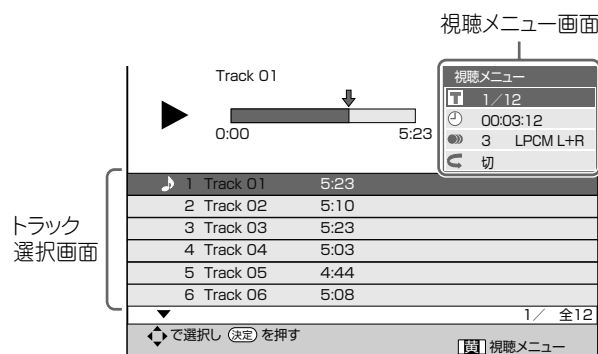 視聴メニュー画面
Track 01
0:00 5:23
視聴メニュー
T 1／12
00:03:12
3 LPCM L+R
切
トラック
選択画面
1 Track 01 5:23
2 Track 02 5:10
3 Track 03 5:23
4 Track 04 5:03
5 Track 05 4:44
6 Track 06 5:08
1／ 全12
で選択し 決定 を押す
黄 視聴メニュー